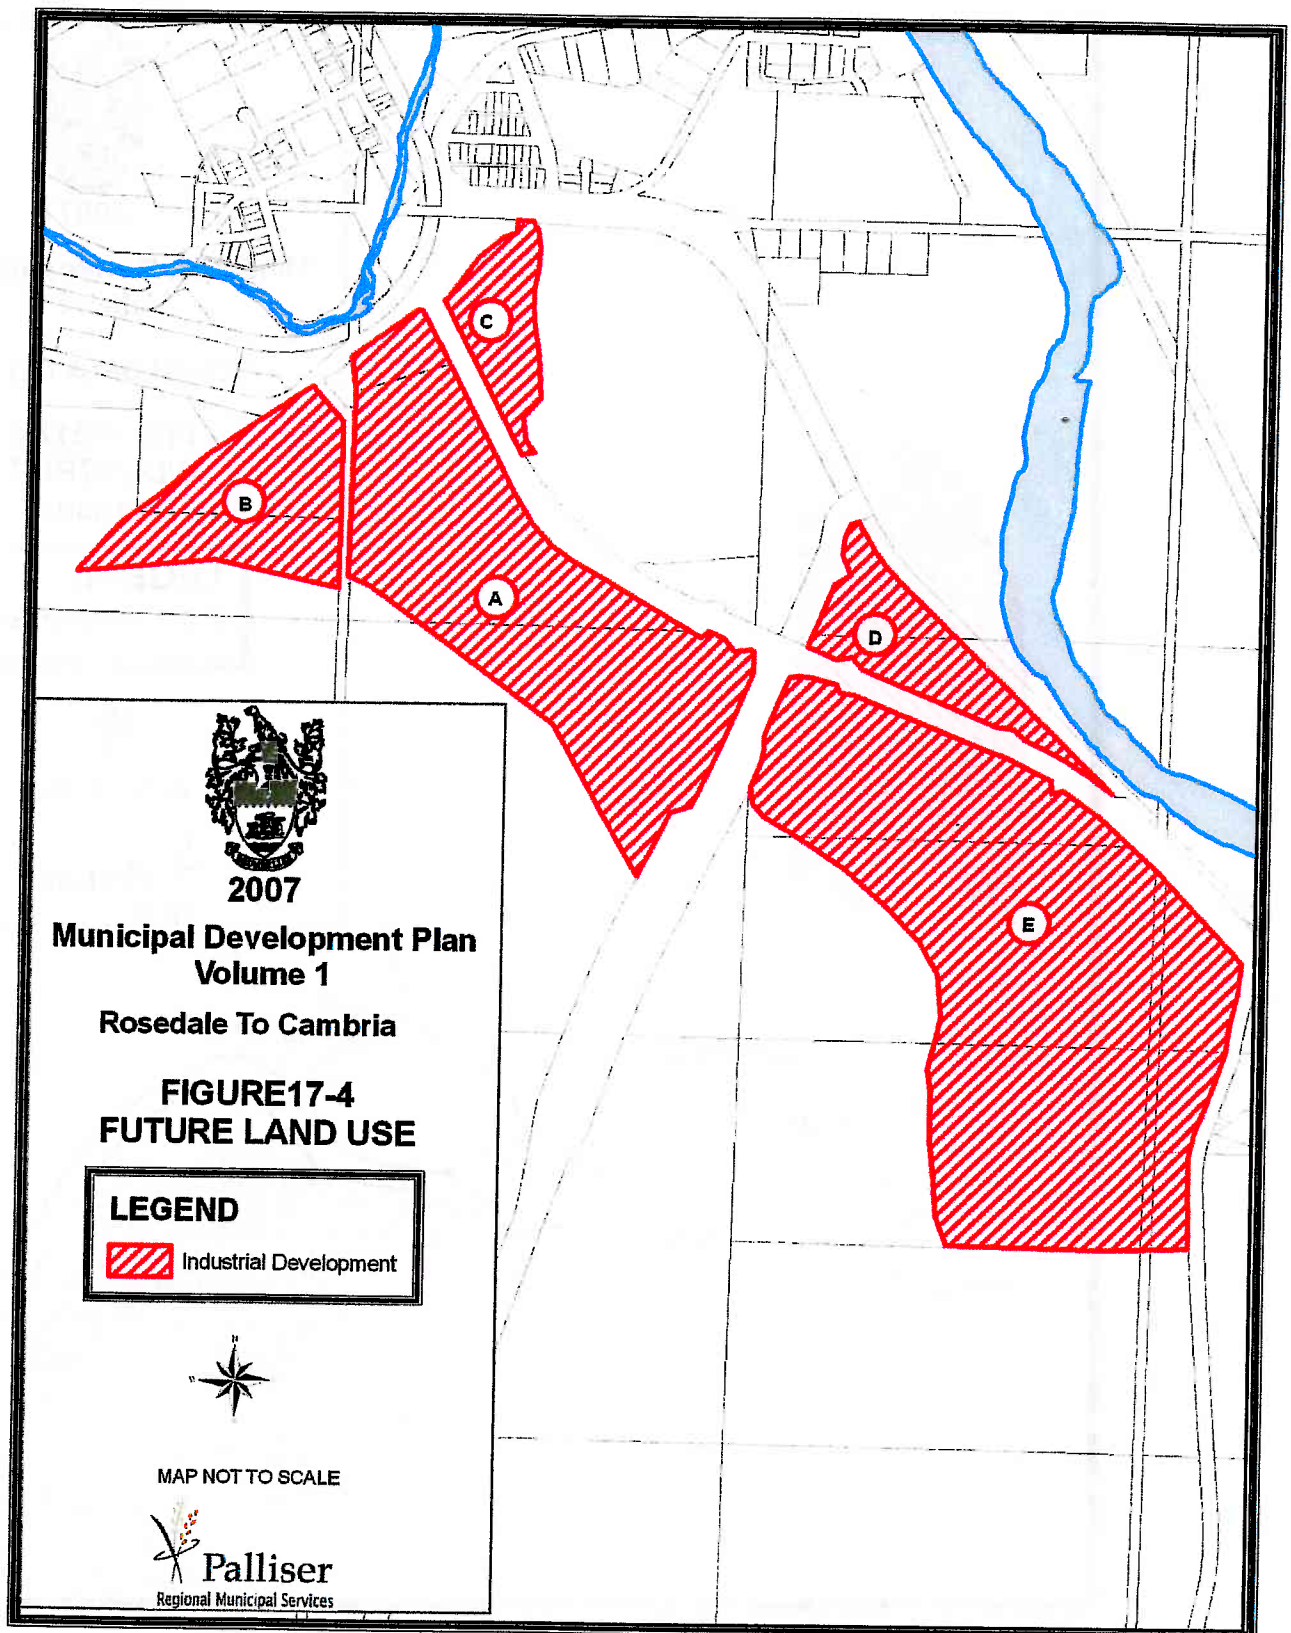 C
B
A
D
E
2007
Municipal Development Plan
Volume 1
Rosedale To Cambria
FIGURE17-4
FUTURE LAND USE
LEGEND
Industrial Development
N
MAP NOT TO SCALE
Palliser
Regional Municipal Services